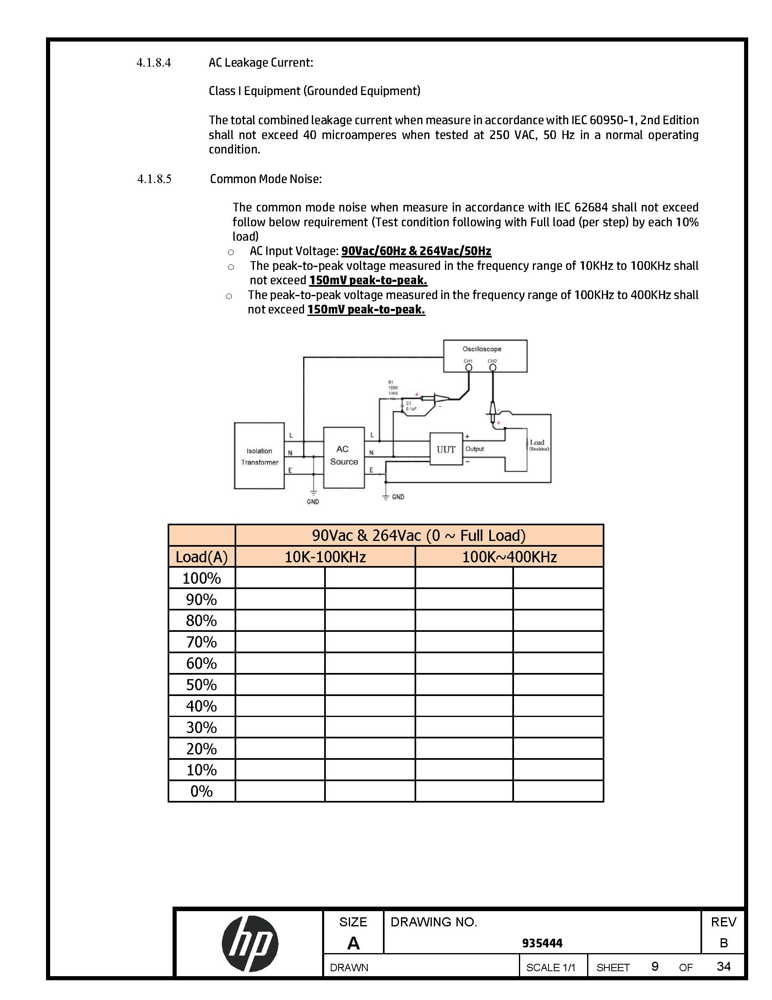 4.1.8.4 AC Leakage Current:
Class I Equipment (Grounded Equipment)
The total combined leakage current when measure in accordance with IEC 60950-1, 2nd Edition
shall not exceed 40 microamperes when tested at 250 VAC, 50 Hz in a normal operating
condition.
4.1.8.5 Common Mode Noise:
The common mode noise when measure in accordance with IEC 62684 shall not exceed
follow below requirement (Test condition following with Full load (per step) by each 10%
load)
o AC Input Voltage: 90Vac/60Hz & 264Vac/50Hz
o The peak-to-peak voltage measured in the frequency range of 10KHz to 100KHz shall
not exceed 150mV peak-to-peak.
o The peak-to-peak voltage measured in the frequency range of 100KHz to 400KHz shall
not exceed 150mV peak-to-peak.
Oscilloscope
CH1 CH2
R1
100K
1/4W
+
C1
0.1uF
-
-
+
Isolation
Transformer
L
N
E
GND
AC
Source
L
N
E
GND
UUT
+
Output
−
Load
(Resistor)
90Vac & 264Vac (0 ~ Full Load)
Load(A) 10K-100KHz 100K~400KHz
100%
90%
80%
70%
60%
50%
40%
30%
20%
10%
0%
hp
SIZE
A
DRAWING NO.
935444
REV
B
DRAWN
SCALE 1/1
SHEET 9 OF 34